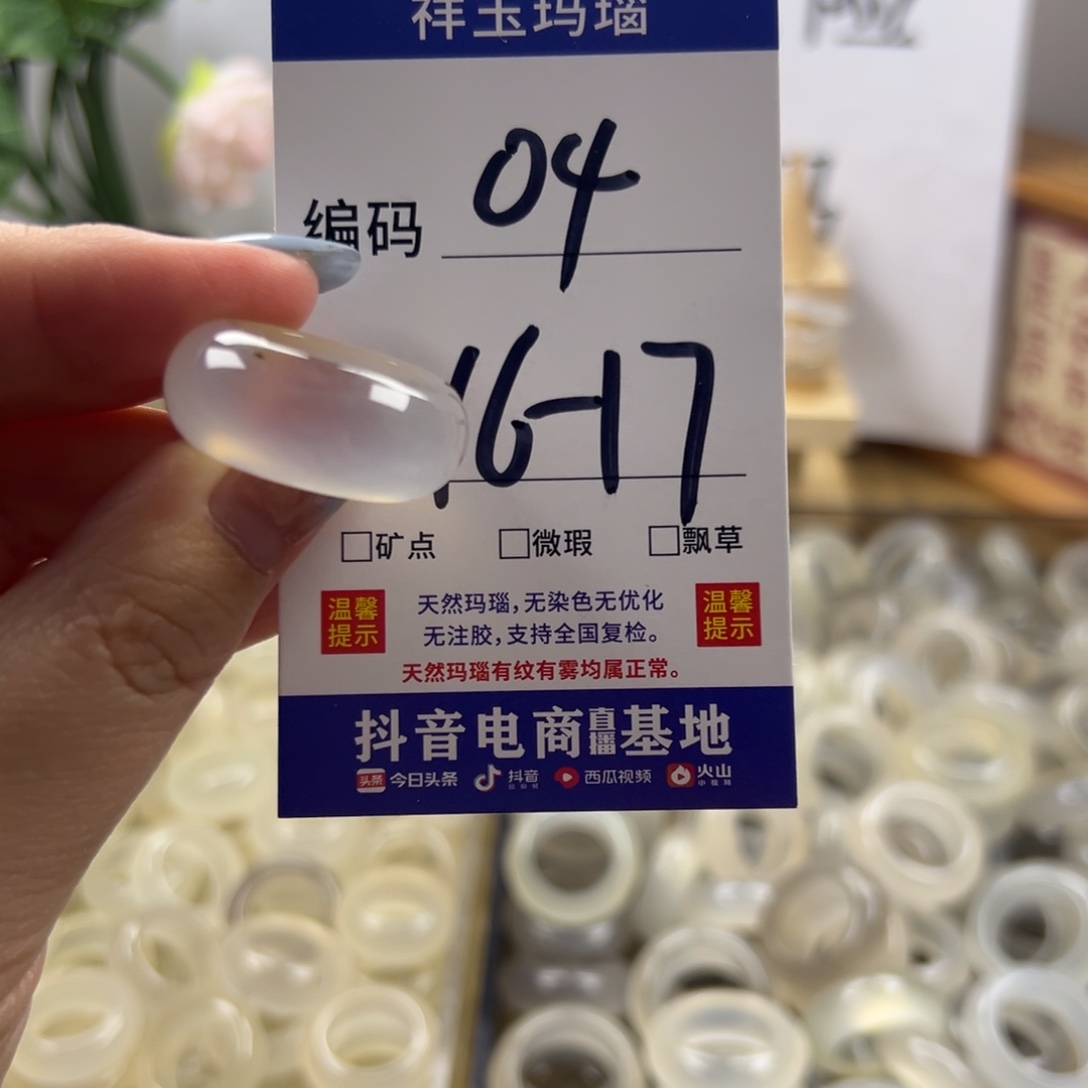 祥玉玛瑙
编码 04
16-17
□矿点 □微瑕 □飘草
温馨提示
天然玛瑙,无染色无优化
无注胶,支持全国复检。
温馨提示
天然玛瑙有纹有雾均属正常。
抖音电商直播基地
头条 今日头条 抖音 西瓜视频 火山